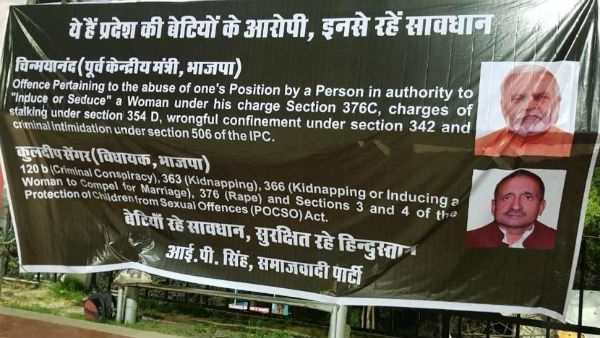 ये हैं प्रदेश की बेटियों के आरोपी, इनसे रहें सावधान
चिन्मयानंद (पूर्व केन्द्रीय मंत्री, भाजपा)
Offence Pertaining to the abuse of one's Position by a Person in authority to
"Induce or Seduce" a Woman under his charge Section 376C, charges of
stalking under section 354 D, wrongful confinement under section 342 and
criminal intimidation under section 506 of the IPC.
कुलदीप सेंगर (विधायक, भाजपा)
120 b (Criminal Conspiracy), 363 (Kidnapping), 366 (Kidnapping or Inducing a
Woman to Compel for Marriage), 376 (Rape) and Sections 3 and 4 of the
Protection of Children from Sexual Offences (POCSO) Act.
बेटियाँ रहे सावधान, सुरक्षित रहे हिन्दुस्तान
आई.पी. सिंह, समाजवादी पार्टी